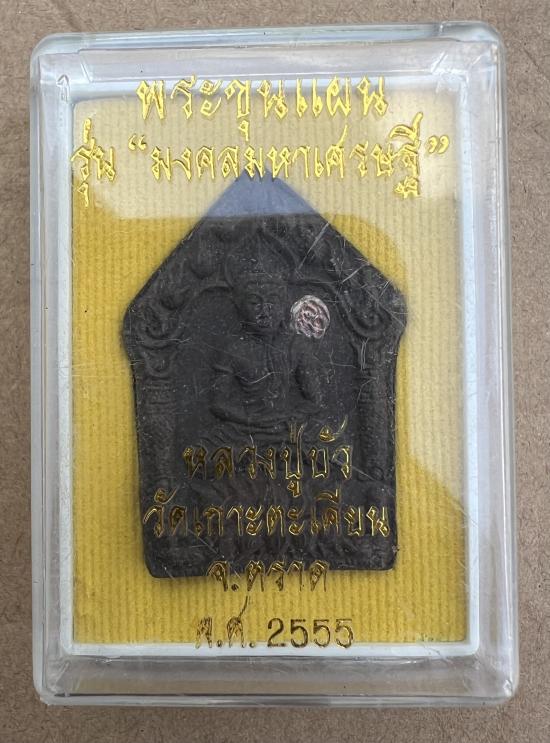 พระขุนแผน
รุ่น “มงคลมหาเศรษฐี”
หลวงปู่บัว
วัดเกาะตะเคียน
จ.ตราด
พ.ศ. 2555